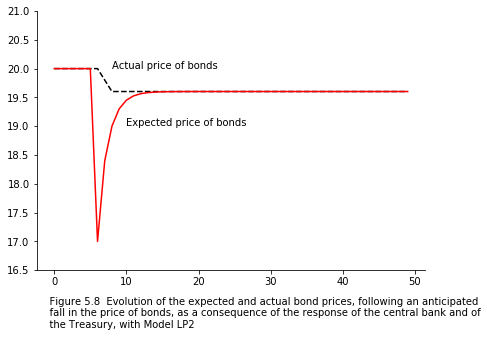 21.0
20.5
20.0
19.5
19.0
18.5
18.0
17.5
17.0
16.5
Actual price of bonds
Expected price of bonds
0 10 20 30 40 50
Figure 5.8 Evolution of the expected and actual bond prices, following an anticipated
fall in the price of bonds, as a consequence of the response of the central bank and of
the Treasury, with Model LP2